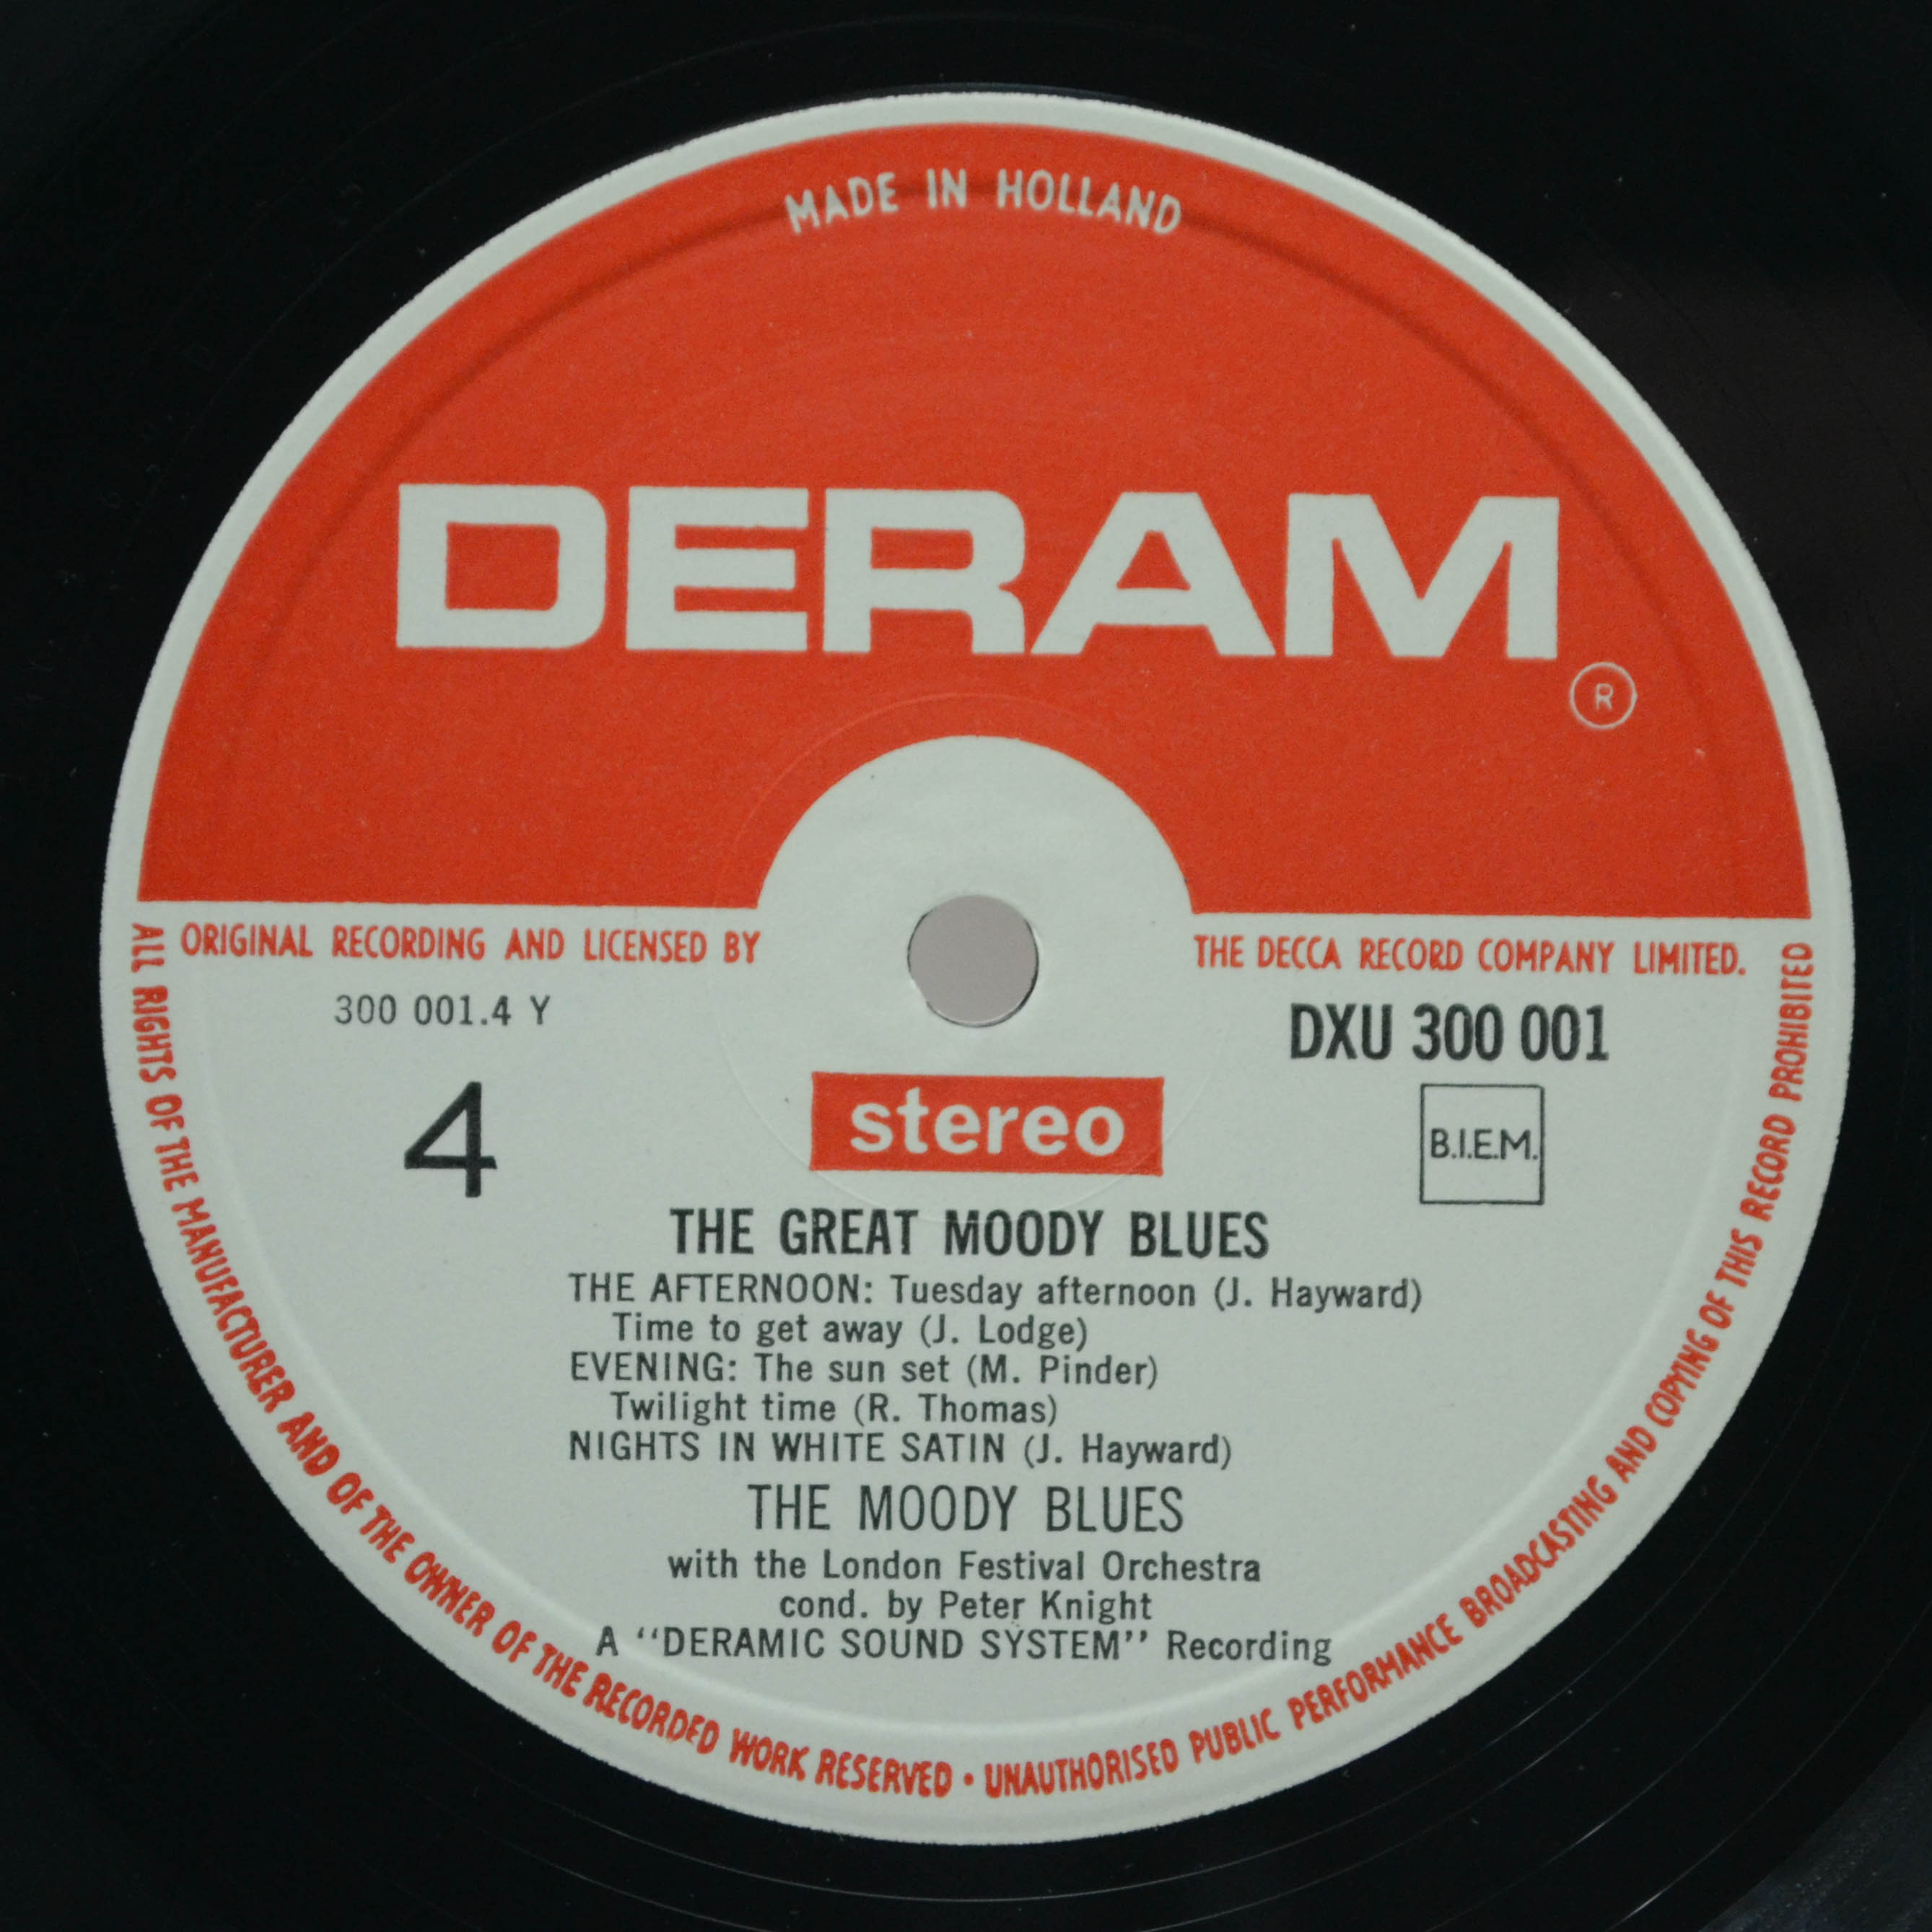 MADE IN HOLLAND
DERAM
R
ORIGINAL RECORDING AND LICENSED BY THE DECCA RECORD COMPANY LIMITED.
300 001.4 Y
DXU 300 001
4
stereo
B.I.E.M.
THE GREAT MOODY BLUES
THE AFTERNOON: Tuesday afternoon (J. Hayward)
Time to get away (J. Lodge)
EVENING: The sun set (M. Pinder)
Twilight time (R. Thomas)
NIGHTS IN WHITE SATIN (J. Hayward)
THE MOODY BLUES
with the London Festival Orchestra
cond. by Peter Knight
A "DERAMIC SOUND SYSTEM" Recording
ALL RIGHTS OF THE MANUFACTURER AND OF THE OWNER OF THE RECORDED WORK RESERVED • UNAUTHORISED PUBLIC PERFORMANCE BROADCASTING AND COPYING OF THIS RECORD PROHIBITED